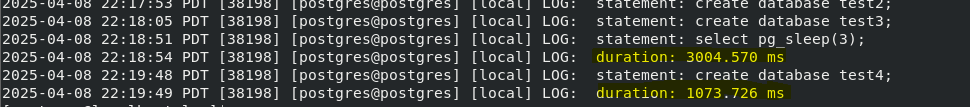 2025-04-08 22:17:53 PDT [38198] [postgres@postgres] [local] LOG:  statement: create database test2;
2025-04-08 22:18:05 PDT [38198] [postgres@postgres] [local] LOG:  statement: create database test3;
2025-04-08 22:18:51 PDT [38198] [postgres@postgres] [local] LOG:  statement: select pg_sleep(3);
2025-04-08 22:18:54 PDT [38198] [postgres@postgres] [local] LOG:  duration: 3004.570 ms
2025-04-08 22:19:48 PDT [38198] [postgres@postgres] [local] LOG:  statement: create database test4;
2025-04-08 22:19:49 PDT [38198] [postgres@postgres] [local] LOG:  duration: 1073.726 ms